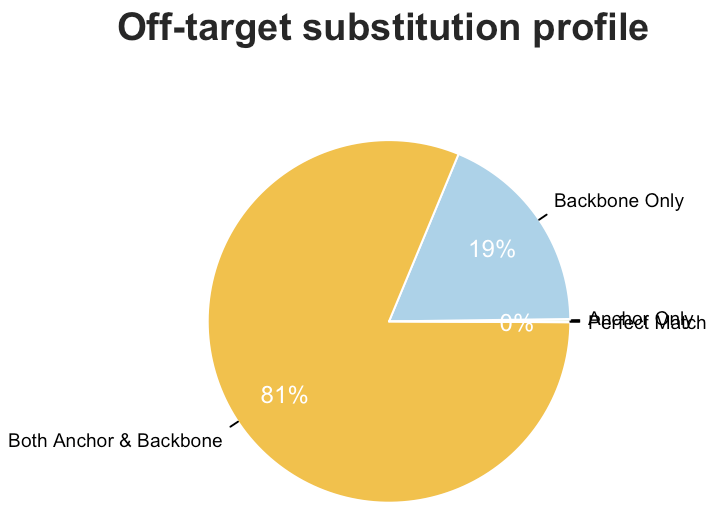 Off-target substitution profile
Backbone Only
19%
Anchor Only
Perfect Match
0%
81%
Both Anchor & Backbone